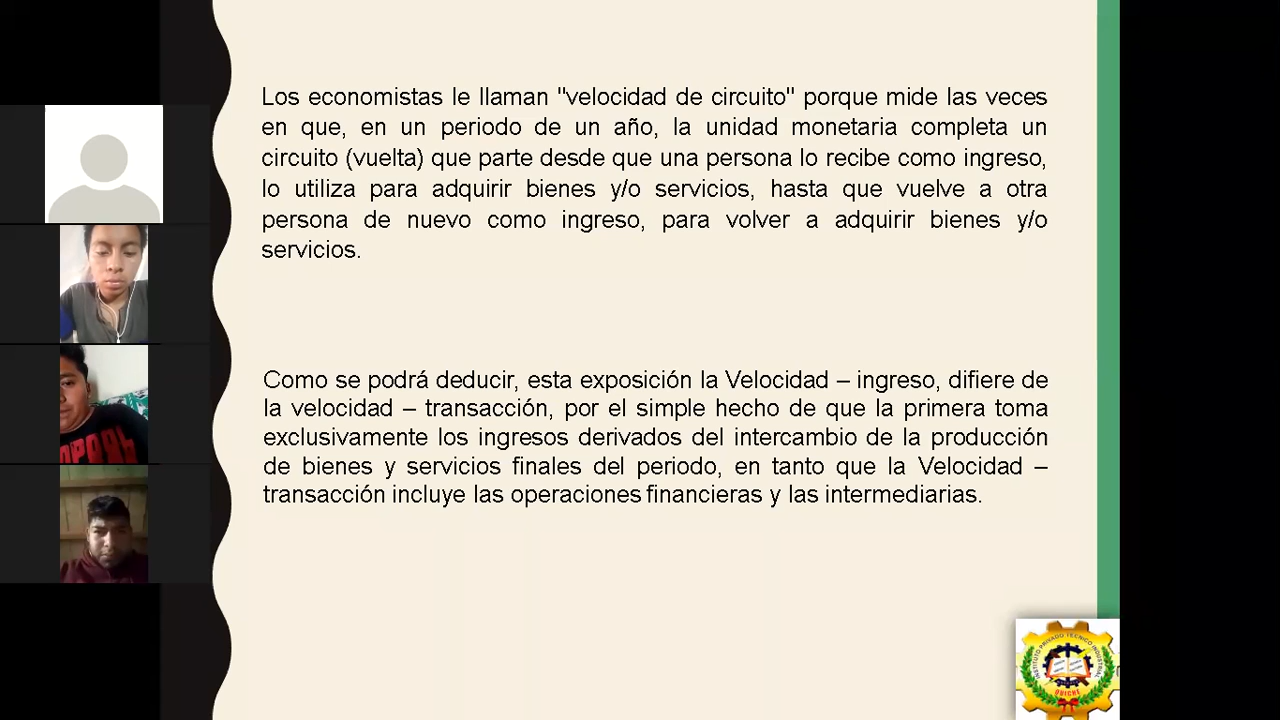 Los economistas le llaman "velocidad de circuito" porque mide las veces
en que, en un periodo de un año, la unidad monetaria completa un
circuito (vuelta) que parte desde que una persona lo recibe como ingreso,
lo utiliza para adquirir bienes y/o servicios, hasta que vuelve a otra
persona de nuevo como ingreso, para volver a adquirir bienes y/o
servicios.
Como se podrá deducir, esta exposición la Velocidad – ingreso, difiere de
la velocidad – transacción, por el simple hecho de que la primera toma
exclusivamente los ingresos derivados del intercambio de la producción
de bienes y servicios finales del periodo, en tanto que la Velocidad –
transacción incluye las operaciones financieras y las intermediarias.
INSTITUTO PRIVADO TECNICO INDUSTRIAL
QUICHE